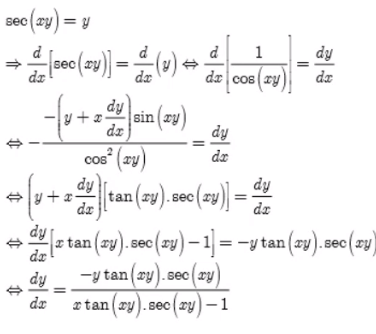 sec(xy) = y
⇒ d/dx [sec(xy)] = d/dx (y) ⇔ d/dx [1/cos(xy)] = dy/dx
⇔ − (−(y + x dy/dx) sin(xy))/cos²(xy) = dy/dx
⇔ (y + x dy/dx)[tan(xy).sec(xy)] = dy/dx
⇔ dy/dx [x tan(xy).sec(xy) − 1] = −y tan(xy).sec(xy)
⇔ dy/dx = (−y tan(xy).sec(xy))/(x tan(xy).sec(xy) − 1)